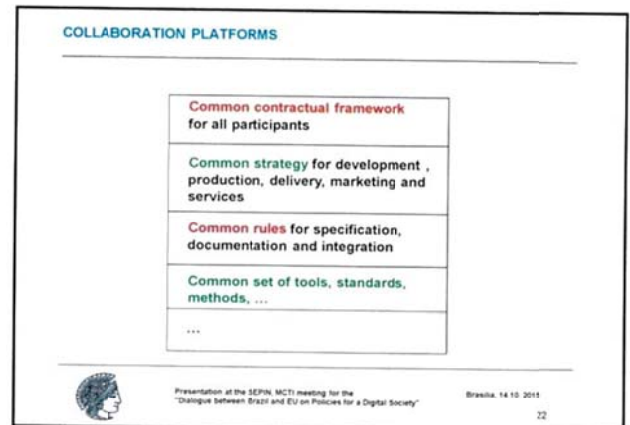 COLLABORATION PLATFORMS
Common contractual framework
for all participants
Common strategy for development ,
production, delivery, marketing and
services
Common rules for specification,
documentation and integration
Common set of tools, standards,
methods, ...
...
Presentation at the SEPIN, MCTI meeting for the
"Dialogue between Brazil and EU on Policies for a Digital Society"
Brasilia, 14.10. 2011
22